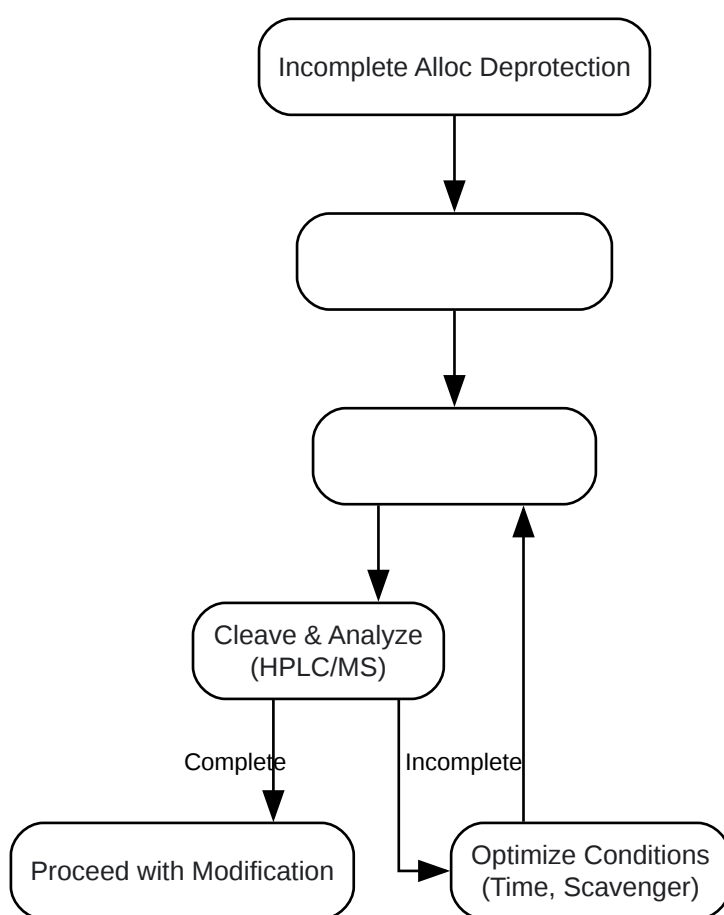 Incomplete Alloc Deprotection
Cleave & Analyze
(HPLC/MS)
Complete
Incomplete
Proceed with Modification
Optimize Conditions
(Time, Scavenger)